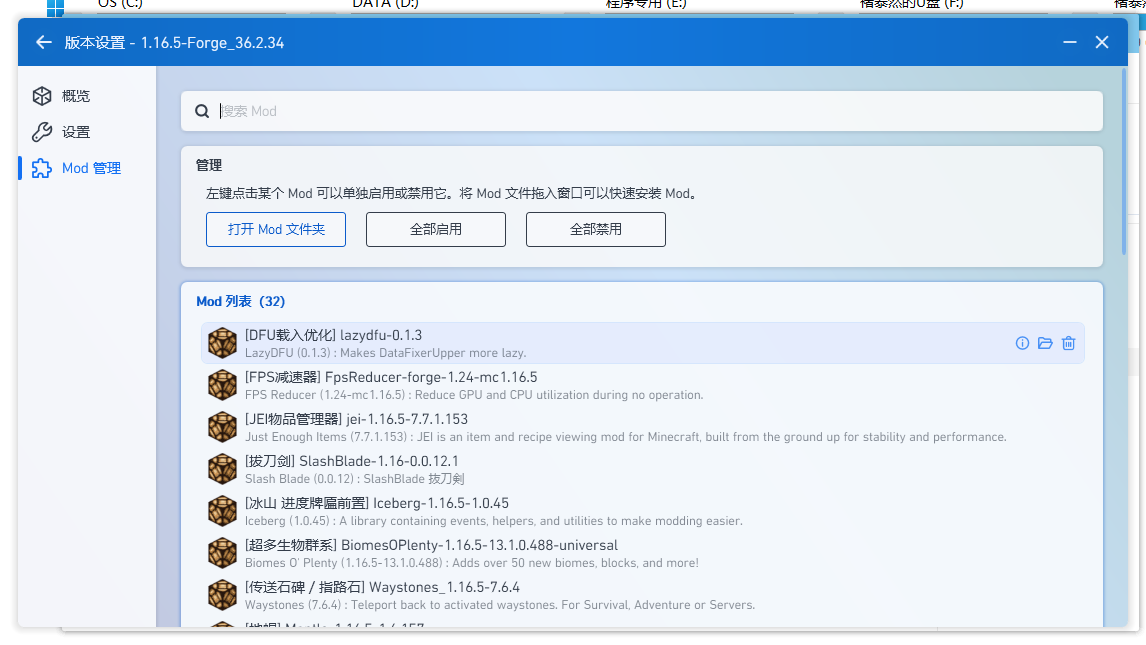 OS (C:)
DATA (D:)
程序专用 (E:)
褚泰然的U盘 (F:)
版本设置 - 1.16.5-Forge_36.2.34
概览
设置
Mod 管理
搜索 Mod
管理
左键点击某个 Mod 可以单独启用或禁用它。将 Mod 文件拖入窗口可以快速安装 Mod。
打开 Mod 文件夹
全部启用
全部禁用
Mod 列表（32）
[DFU载入优化] lazydfu-0.1.3
LazyDFU (0.1.3) : Makes DataFixerUpper more lazy.
[FPS减速器] FpsReducer-forge-1.24-mc1.16.5
FPS Reducer (1.24-mc1.16.5) : Reduce GPU and CPU utilization during no operation.
[JEI物品管理器] jei-1.16.5-7.7.1.153
Just Enough Items (7.7.1.153) : JEI is an item and recipe viewing mod for Minecraft, built from the ground up for stability and performance.
[拔刀剑] SlashBlade-1.16-0.0.12.1
Slash Blade (0.0.12) : SlashBlade 拔刀剣
[冰山 进度牌匾前置] Iceberg-1.16.5-1.0.45
Iceberg (1.0.45) : A library containing events, helpers, and utilities to make modding easier.
[超多生物群系] BiomesOPlenty-1.16.5-13.1.0.488-universal
Biomes O' Plenty (1.16.5-13.1.0.488) : Adds over 50 new biomes, blocks, and more!
[传送石碑 / 指路石] Waystones_1.16.5-7.6.4
Waystones (7.6.4) : Teleport back to activated waystones. For Survival, Adventure or Servers.